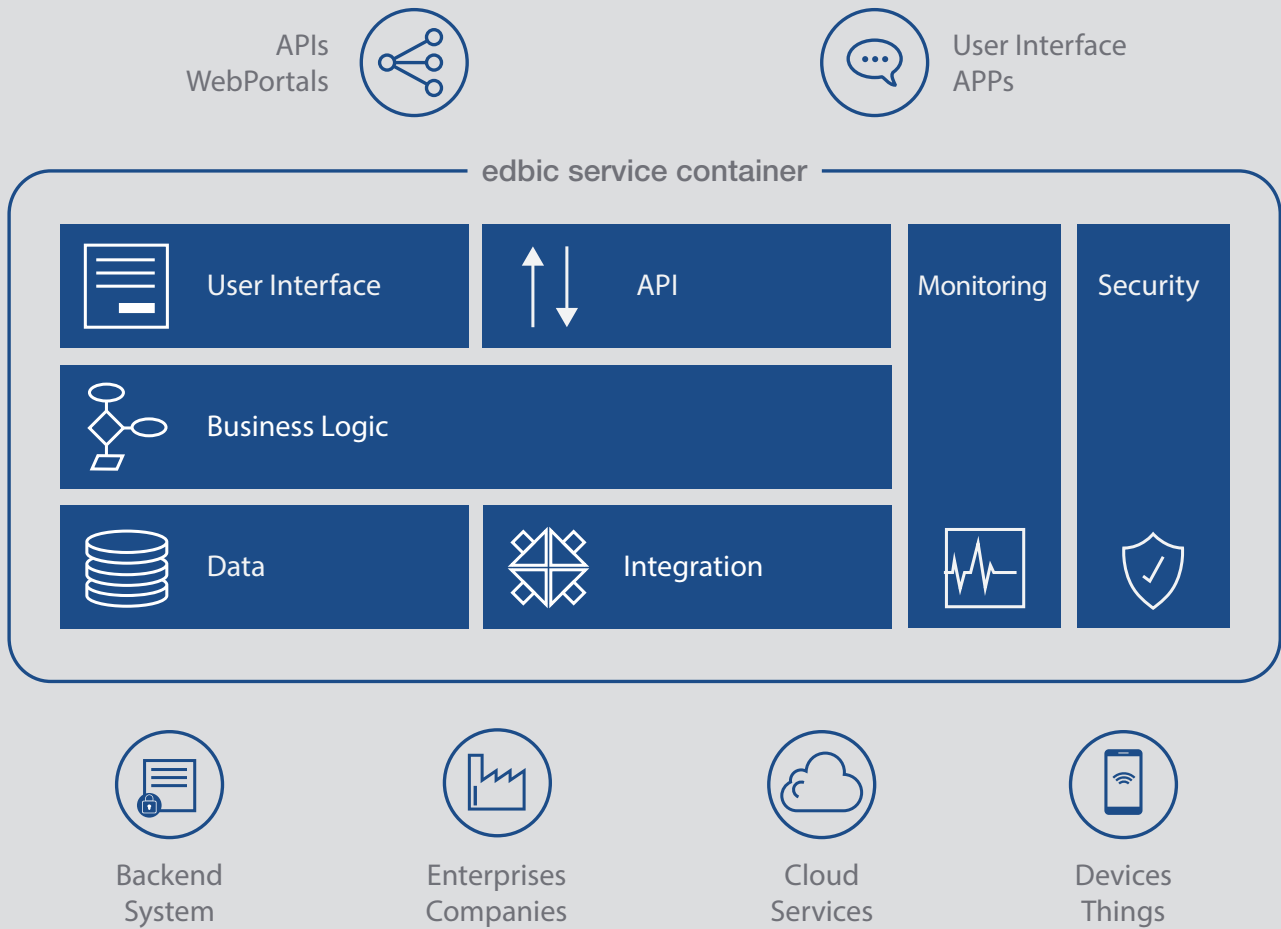 APIs
WebPortals
User Interface
APPs
edbic service container
User Interface
API
Monitoring
Security
Business Logic
Data
Integration
Backend
System
Enterprises
Companies
Cloud
Services
Devices
Things